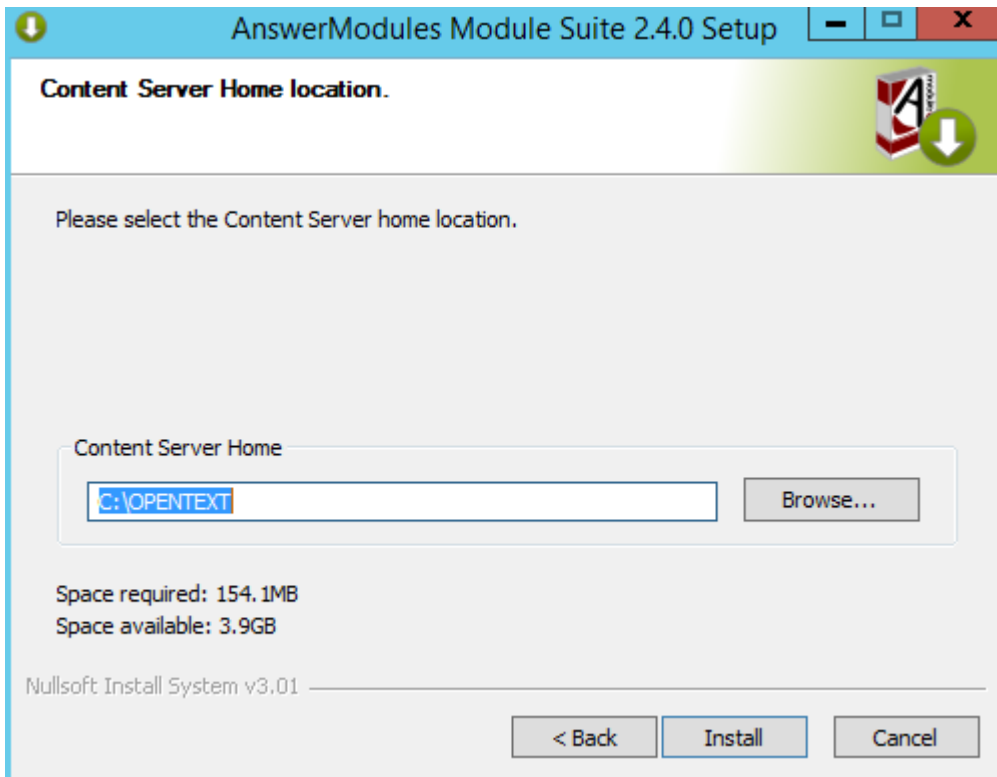 AnswerModules Module Suite 2.4.0 Setup
Content Server Home location.
Please select the Content Server home location.
Content Server Home
C:\OPENTEXT
Browse...
Space required: 154.1MB
Space available: 3.9GB
Nullsoft Install System v3.01
< Back Install Cancel